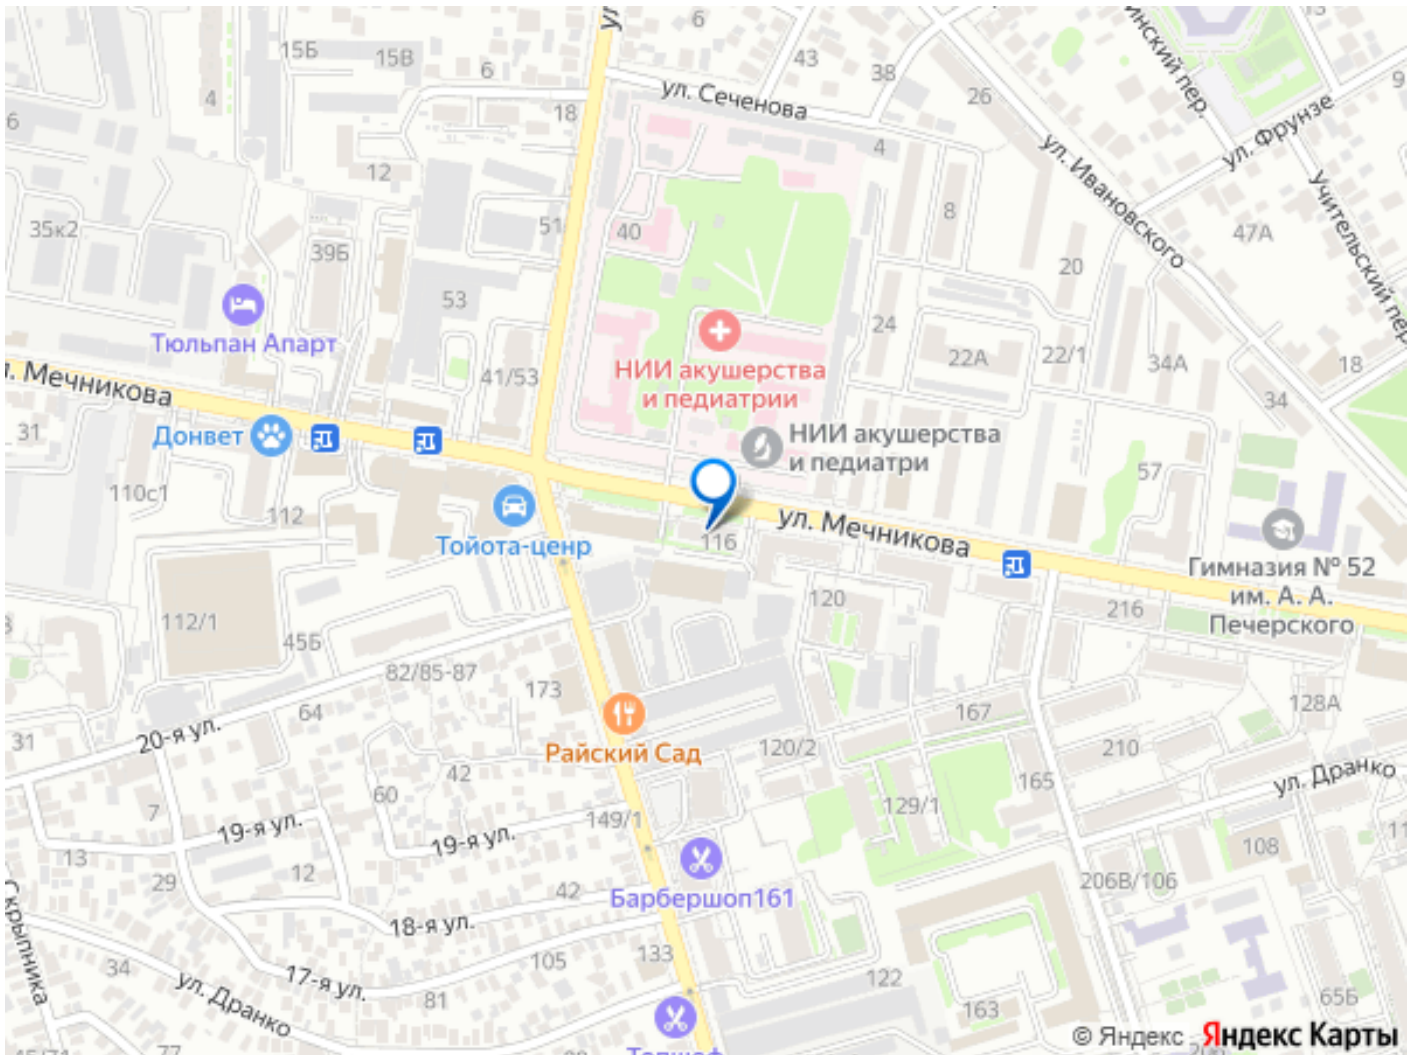 6
43
38
15Б
15В
6
4
18
6
12
ул. Сеченова
26
4
ул. Фрунзе
9
ул. Ивановского
Учительский пер.
35к2
39Б
51
40
8
47А
20
53
24
22А
22/1
34А
18
34
Тюльпан Апарт
41/53
НИИ акушерства
и педиатрии
Мечникова
31
Донвет
НИИ акушерства
и педиатри
57
110с1
112
116
ул. Мечникова
Тойота-ценр
Гимназия № 52
им. А. А.
Печерского
120
216
112/1
45Б
82/85-87
173
64
20-я ул.
31
Райский Сад
120/2
167
210
128А
165
ул. Дранко
42
60
7
19-я ул.
19-я ул.
149/1
129/1
13
29
12
42
18-я ул.
Барбершоп161
206В/106
108
34
ул. Дранко
17-я ул.
81
105
133
122
163
65Б
77
© Яндекс
Яндекс Карты